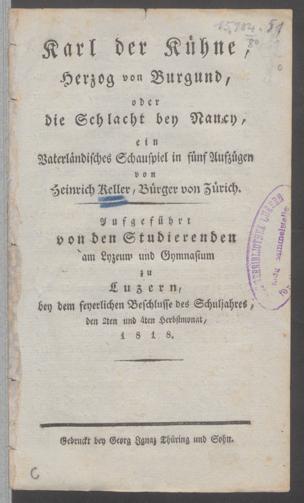 Karl der Kühne,
Herzog von Burgund,
oder
die Schlacht bey Nancy,
ein
Vaterländisches Schauspiel in fünf Aufzügen
von
Heinrich Keller, Bürger von Zürich.
Aufgeführt
von den Studierenden
am Lyzeum und Gymnasium
zu
Luzern,
bey dem feyerlichen Beschlusse des Schuljahres,
den 2ten und 4ten Herbstmonat,
1818.
Gedruckt bey Georg Ignaz Thüring und Sohn.
C